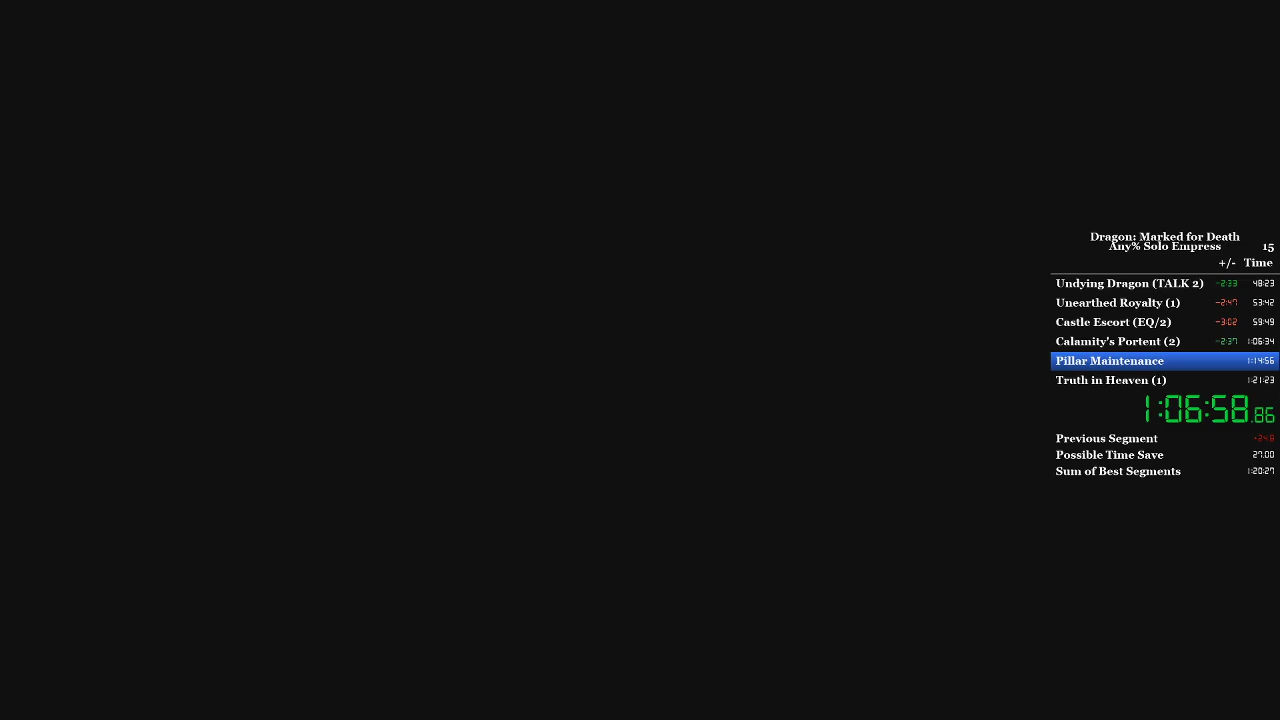 Dragon: Marked for Death
Any% Solo Empress 15
+/- Time
Undying Dragon (TALK 2) -2:33 48:23
Unearthed Royalty (1) -2:47 53:42
Castle Escort (EQ/2) -3:02 59:49
Calamity's Portent (2) -2:37 1:06:34
Pillar Maintenance 1:14:56
Truth in Heaven (1) 1:21:23
1:06:58.86
Previous Segment +24.8
Possible Time Save 27.00
Sum of Best Segments 1:20:27